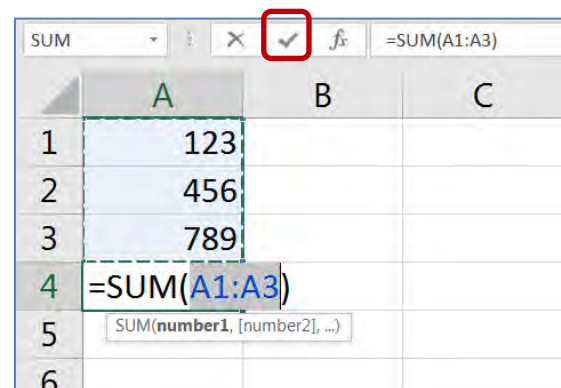 SUM fx =SUM(A1:A3)
A B C
1 123
2 456
3 789
4 =SUM(A1:A3)
5 SUM(number1, [number2], ...)
6